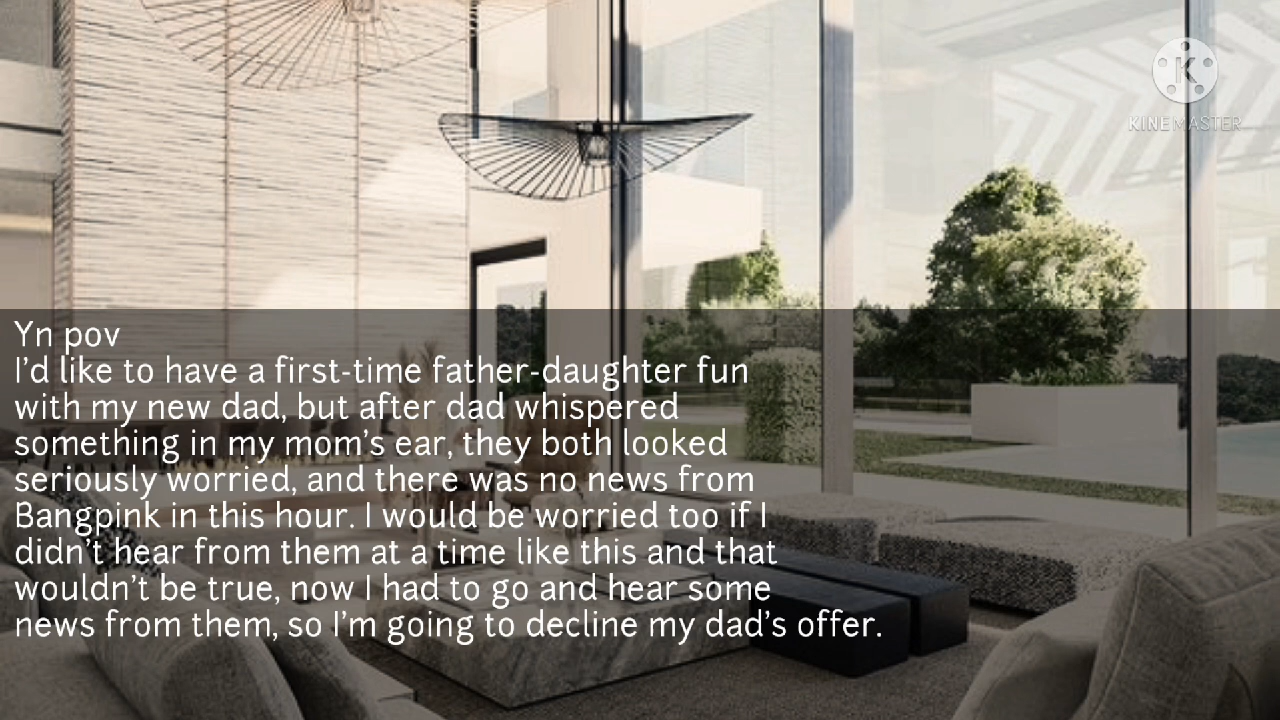 KINEMASTER
Yn pov
I'd like to have a first-time father-daughter fun
with my new dad, but after dad whispered
something in my mom's ear, they both looked
seriously worried, and there was no news from
Bangpink in this hour. I would be worried too if I
didn't hear from them at a time like this and that
wouldn't be true, now I had to go and hear some
news from them, so I'm going to decline my dad's offer.